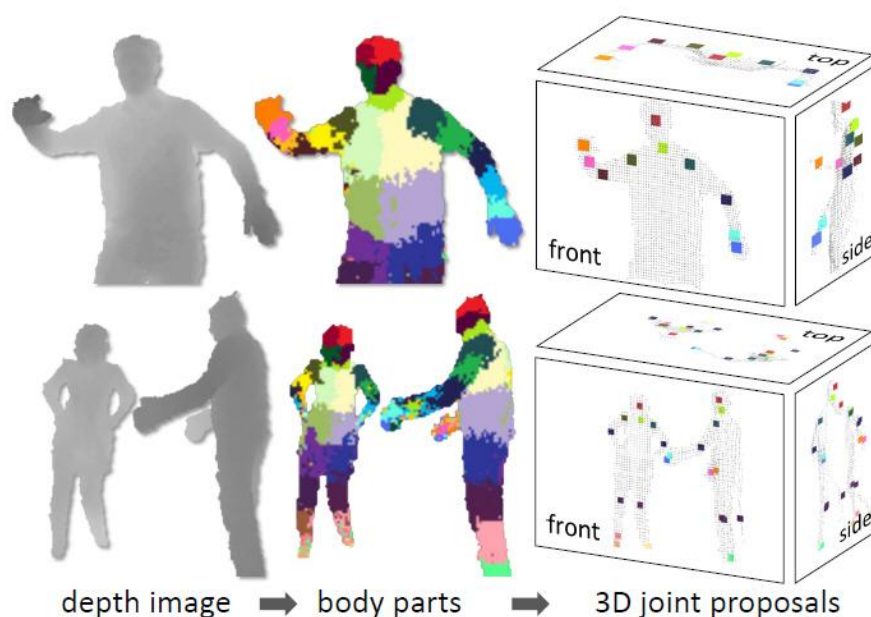 top
front
side
top
front
side
depth image → body parts → 3D joint proposals